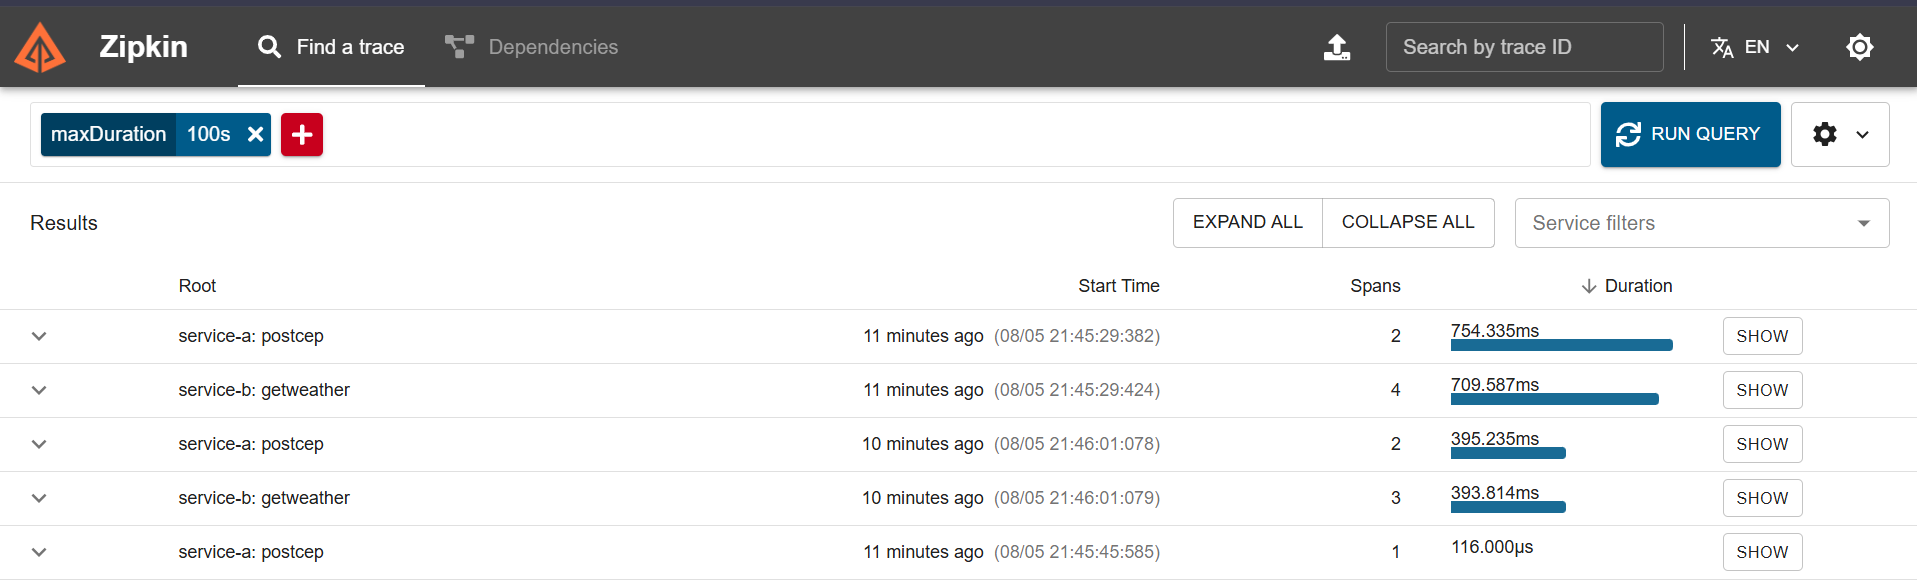 Zipkin Find a trace Dependencies Search by trace ID EN
maxDuration 100s RUN QUERY
Results EXPAND ALL COLLAPSE ALL Service filters
Root Start Time Spans Duration
service-a: postcep 11 minutes ago (08/05 21:45:29:382) 2 754.335ms SHOW
service-b: getweather 11 minutes ago (08/05 21:45:29:424) 4 709.587ms SHOW
service-a: postcep 10 minutes ago (08/05 21:46:01:078) 2 395.235ms SHOW
service-b: getweather 10 minutes ago (08/05 21:46:01:079) 3 393.814ms SHOW
service-a: postcep 11 minutes ago (08/05 21:45:45:585) 1 116.000μs SHOW